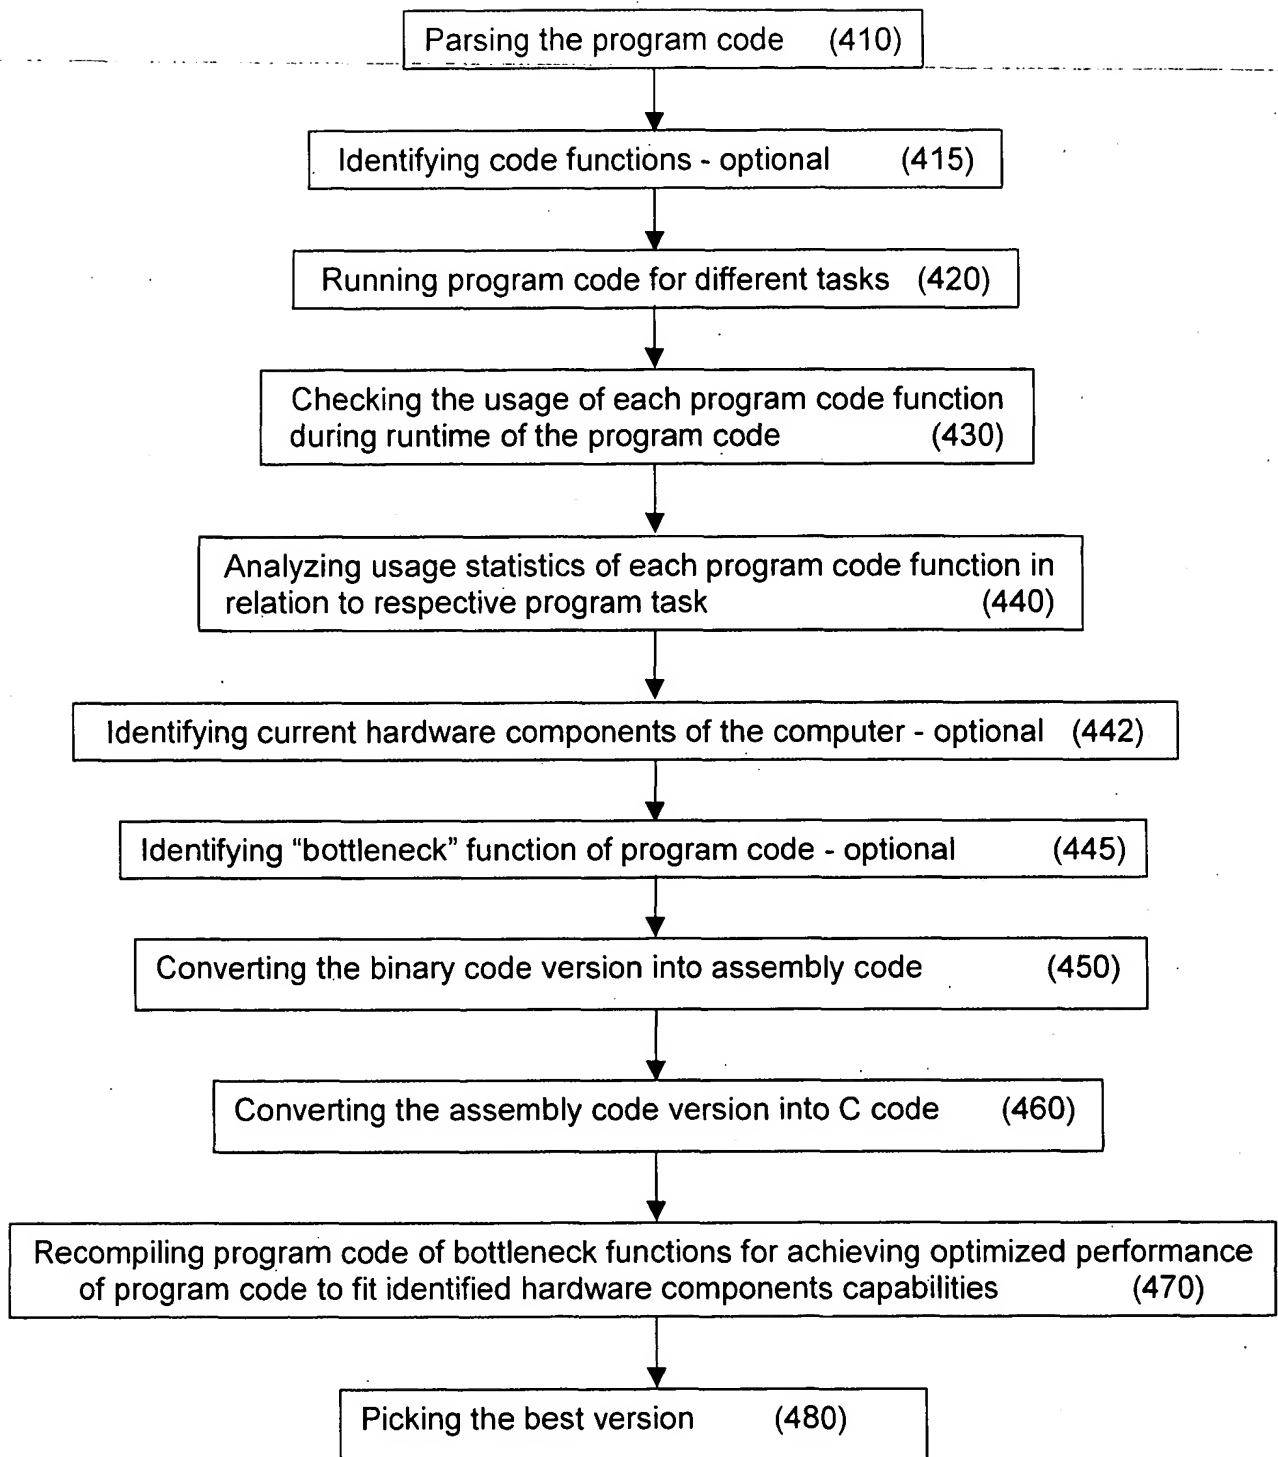 Parsing the program code (410)
Identifying code functions - optional (415)
Running program code for different tasks (420)
Checking the usage of each program code function
during runtime of the program code (430)
Analyzing usage statistics of each program code function in
relation to respective program task (440)
Identifying current hardware components of the computer - optional (442)
Identifying “bottleneck” function of program code - optional (445)
Converting the binary code version into assembly code (450)
Converting the assembly code version into C code (460)
Recompiling program code of bottleneck functions for achieving optimized performance
of program code to fit identified hardware components capabilities (470)
Picking the best version (480)